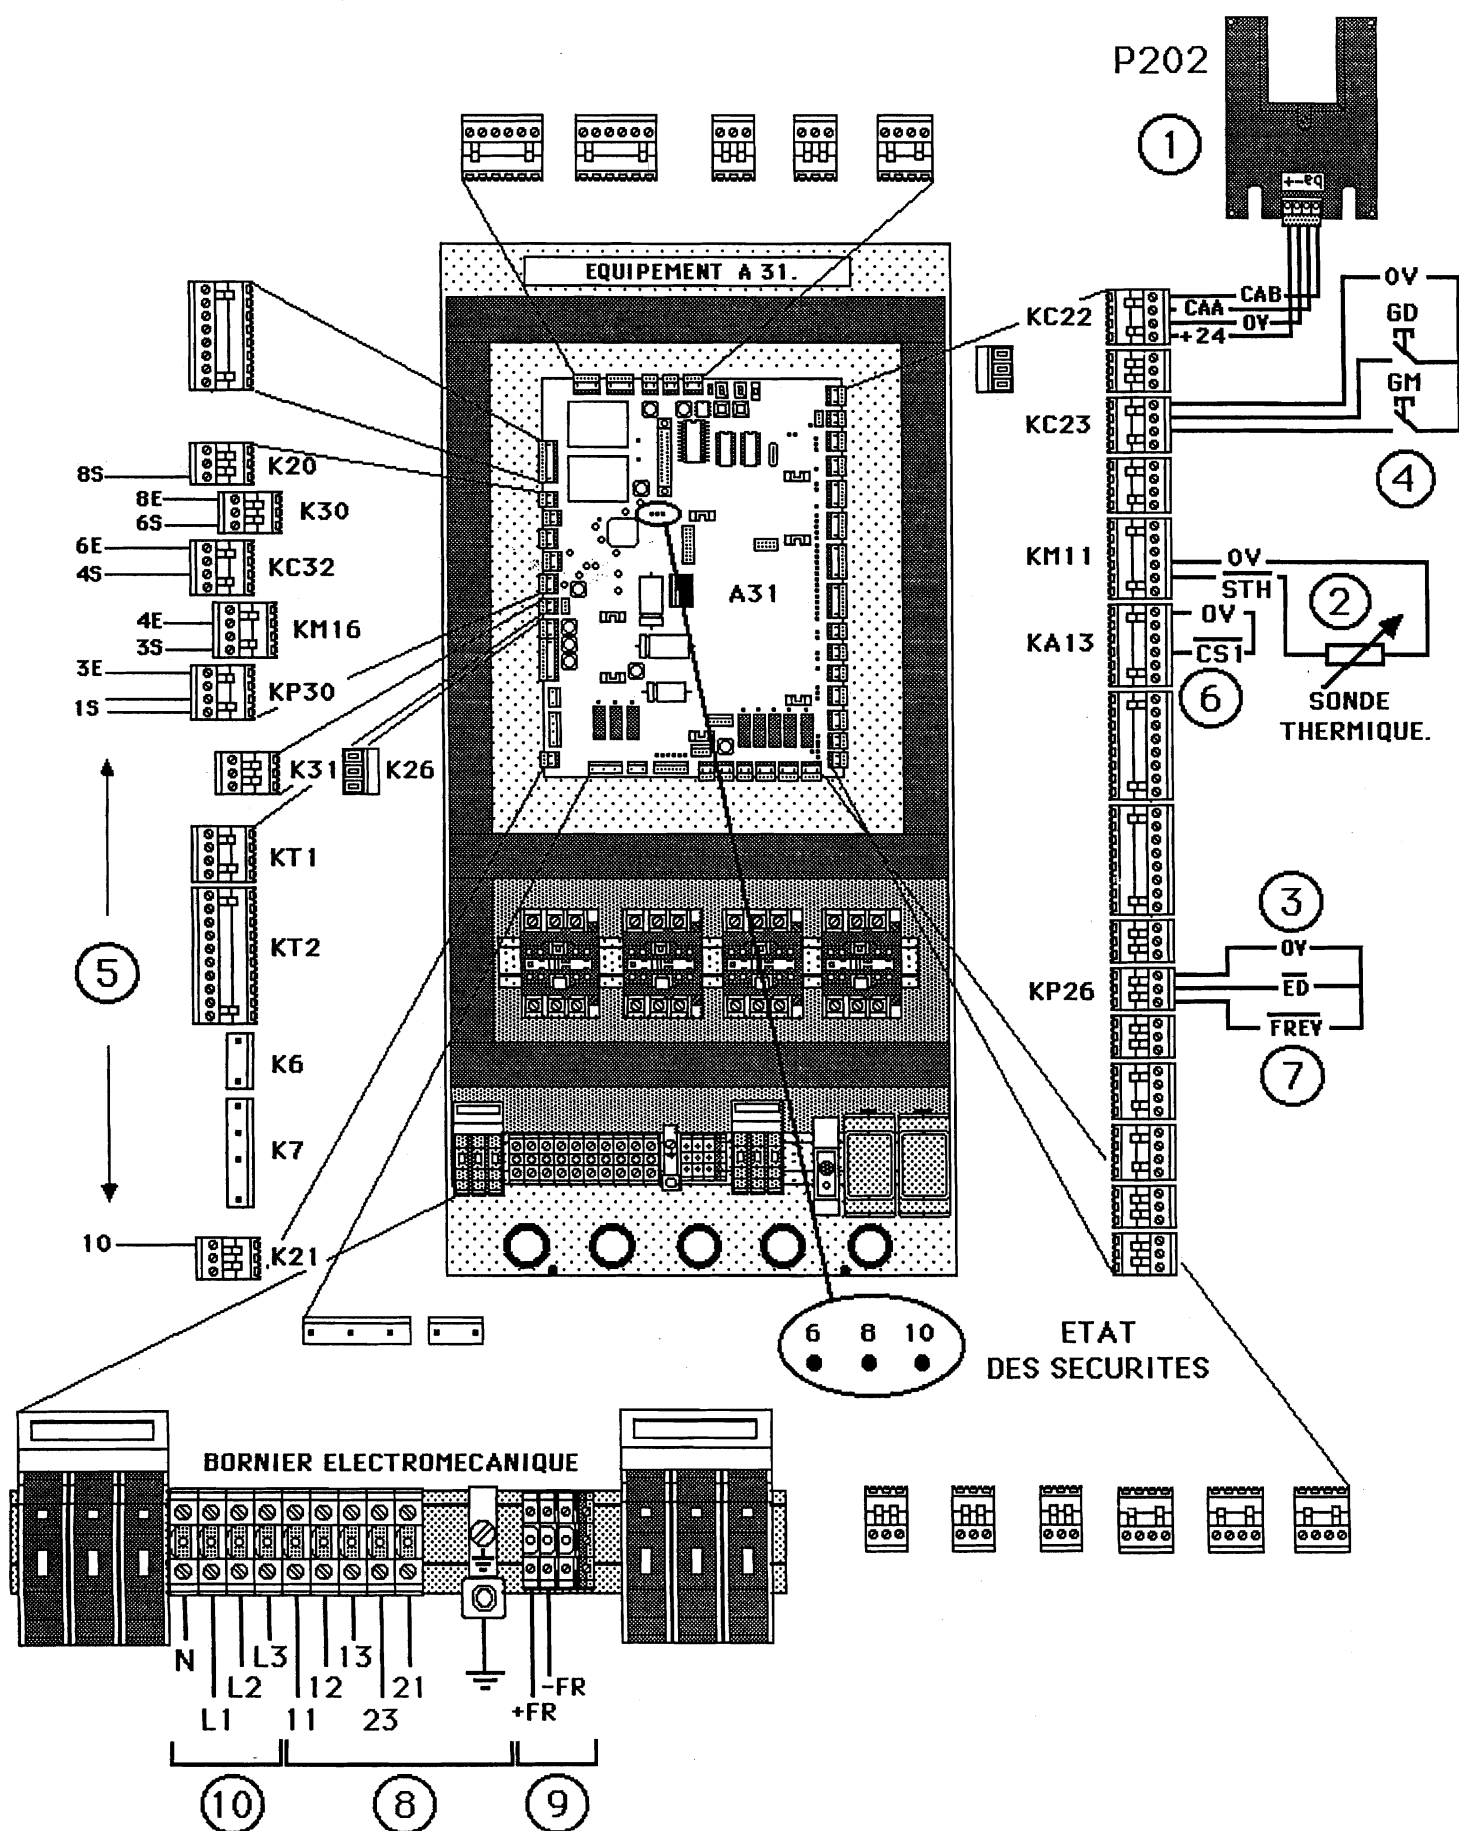 P202
1
+-ba
EQUIPEMENT A 31.
KC22
CAB
CAA
0V
+24
0V
GD
GM
KC23
4
8S
K20
8E
K30
6S
6E
KC32
4S
4E
KM16
3S
3E
KP30
1S
K31
K26
KT1
KT2
5
K6
K7
10
K21
A31
KM11
0V
STH
2
KA13
0V
CS1
6
SONDE
THERMIQUE.
3
0V
KP26
ED
FREV
7
6 8 10
ETAT
DES SECURITES
BORNIER ELECTROMECANIQUE
N
L1
L2
L3
11
12
13
23
21
+FR
-FR
10
8
9